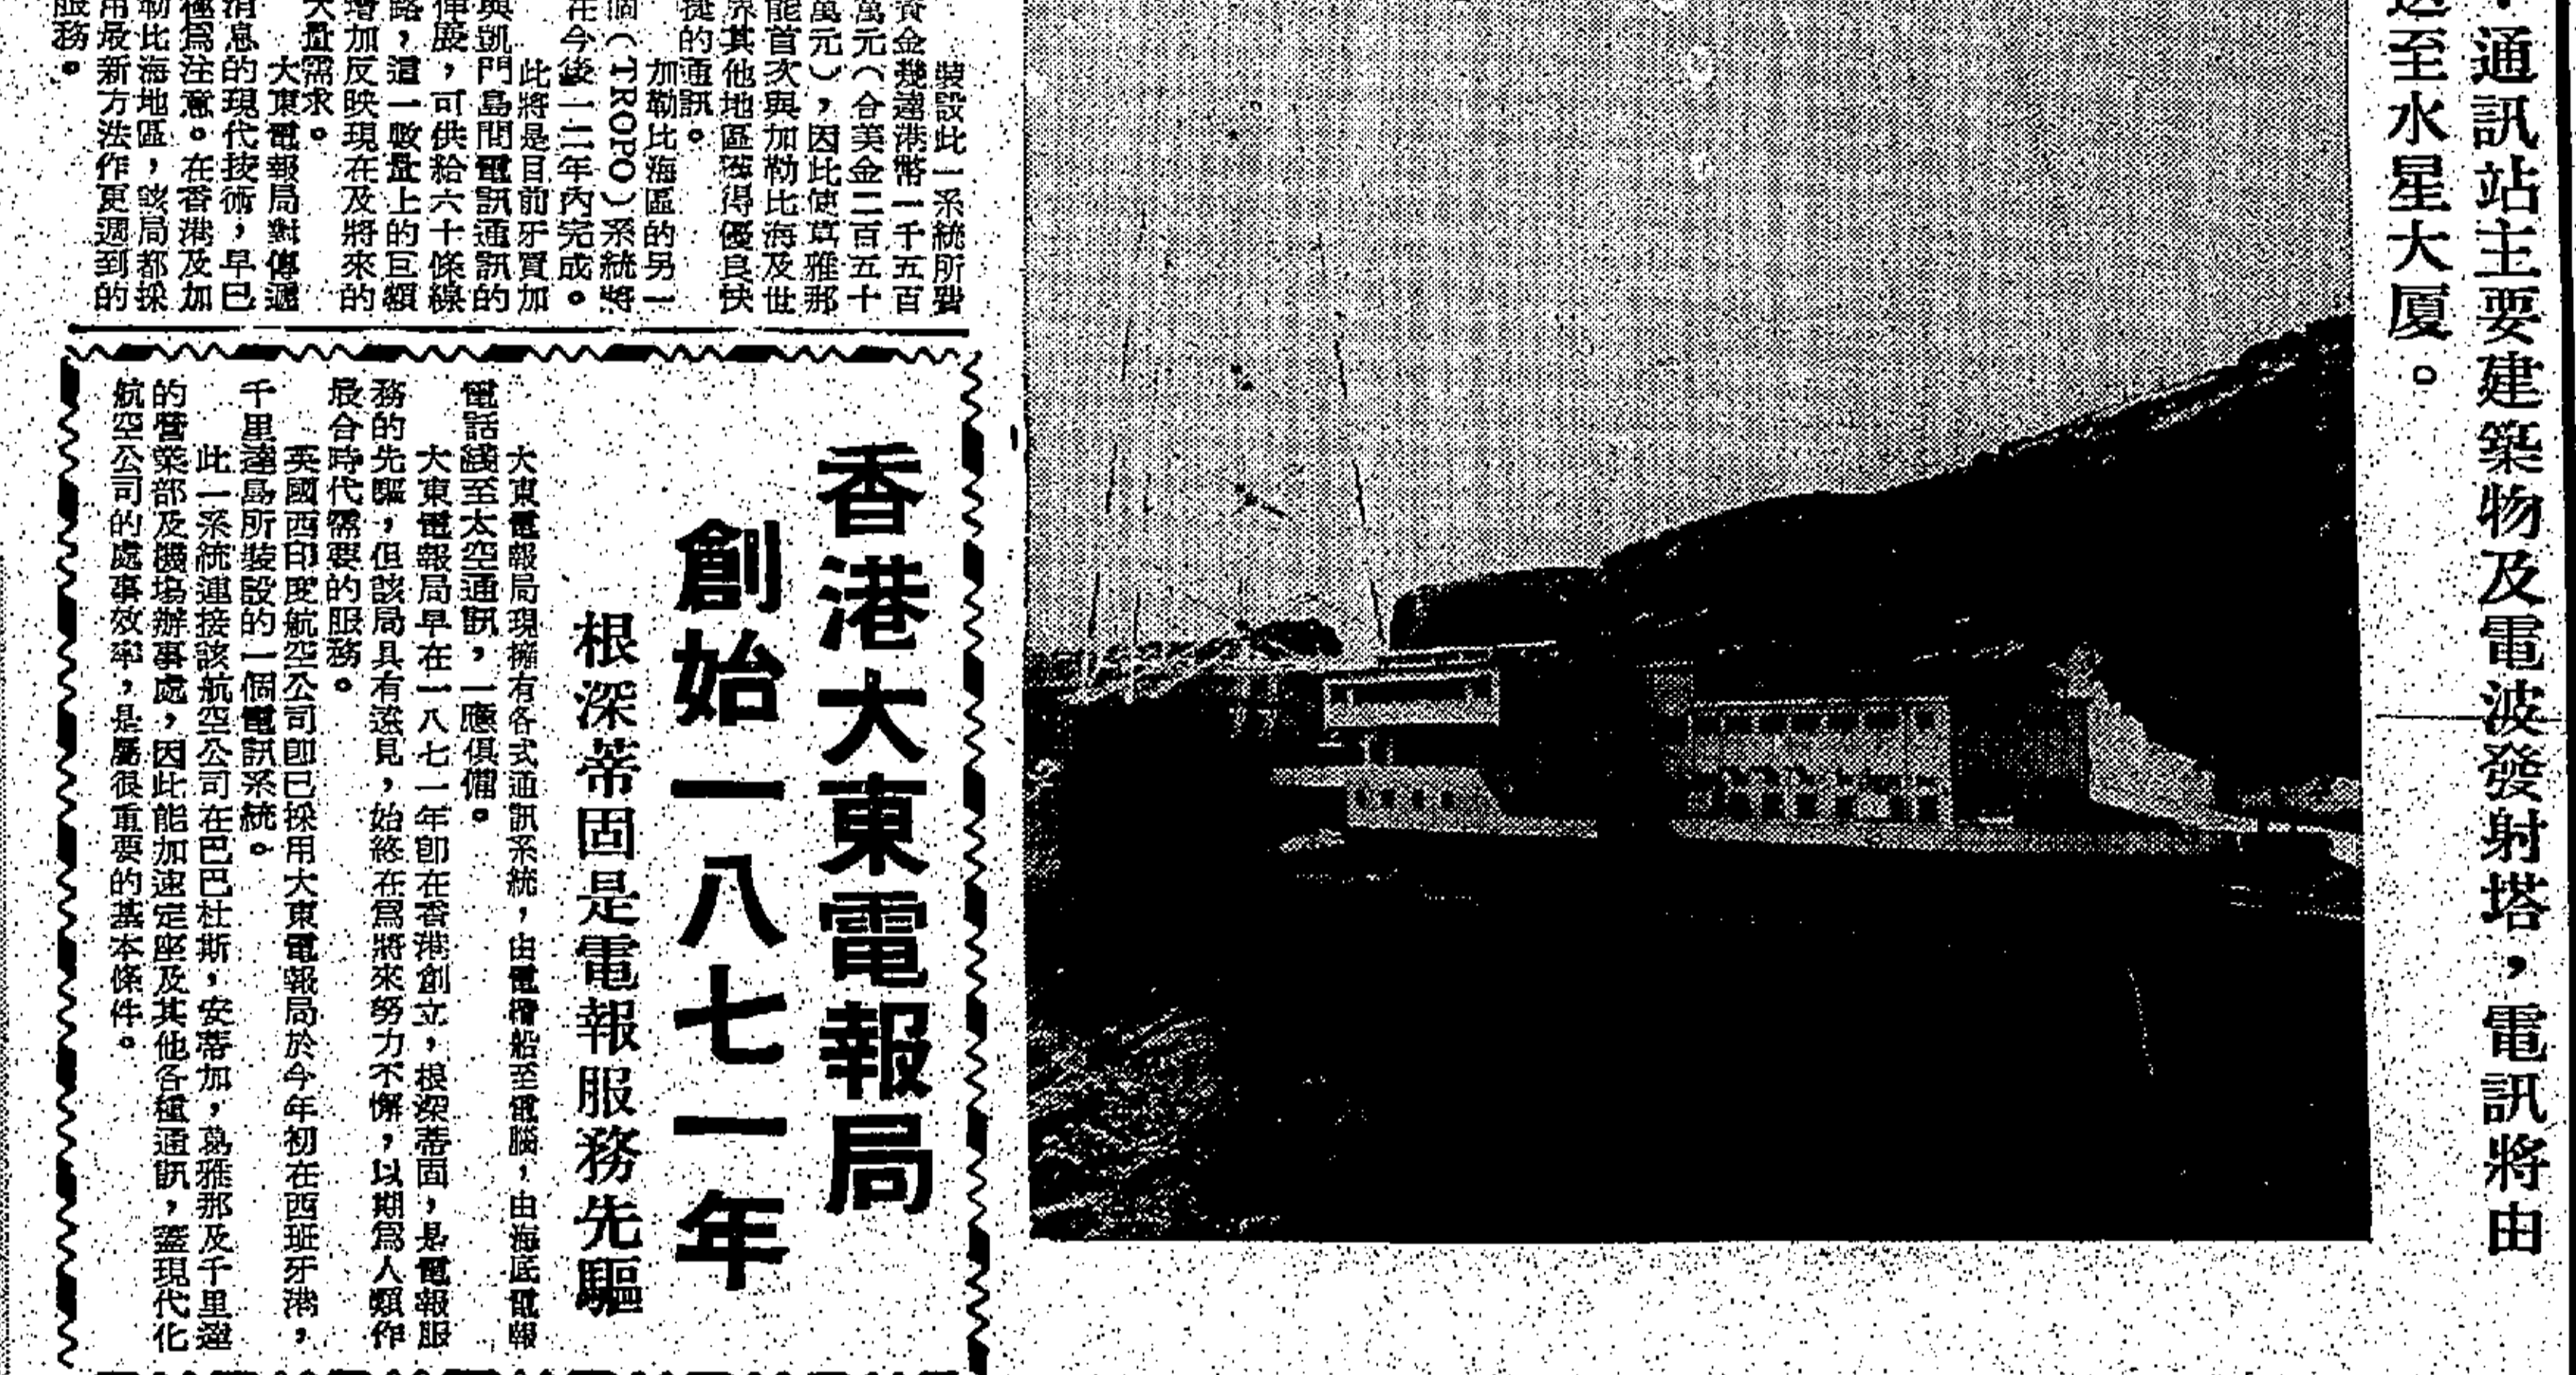 ，通訊站主要建築物及電波發射塔，電訊將由
送至水星大厦。
裝設此一系統所費
資金幾達港幣一千五百
萬元（合美金二百五十
萬元），因此使葛雅那
能首次與加勒比海及世
界其他地區獲得優良快
捷的通訊。
加勒比海區的另一
個（TROPO）系統將
在今後一二年內完成。
此將是目前牙買加
與凱門島間電訊通訊的
伸展，可供給六十條線
路，這一數量上的巨額
增加反映現在及將來的
大量需求。
大東電報局對傳遞
消息的現代技術，早已
極爲注意。在香港及加
勒比海地區，該局都採
用最新方法作更週到的
服務。
香港大東電報局
創始一八七一年
根深蒂固是電報服務先驅
大東電報局現擁有各式通訊系統，由電纜船至電腦，由海底電報
電話綫至太空通訊，一應俱備。
大東電報局早在一八七一年卽在香港創立，根深蒂固，是電報服
務的先驅，但該局具有遠見，始終在爲將來努力不懈，以期爲人類作
最合時代需要的服務。
英國西印度航空公司卽已採用大東電報局於今年初在西班牙港，
千里達島所裝設的一個電訊系統。
此一系統連接該航空公司在巴巴杜斯，安蒂加，葛雅那及千里達
的營業部及機塲辦事處，因此能加速定座及其他各種通訊，蓋現代化
航空公司的處事效率，是屬很重要的基本條件。